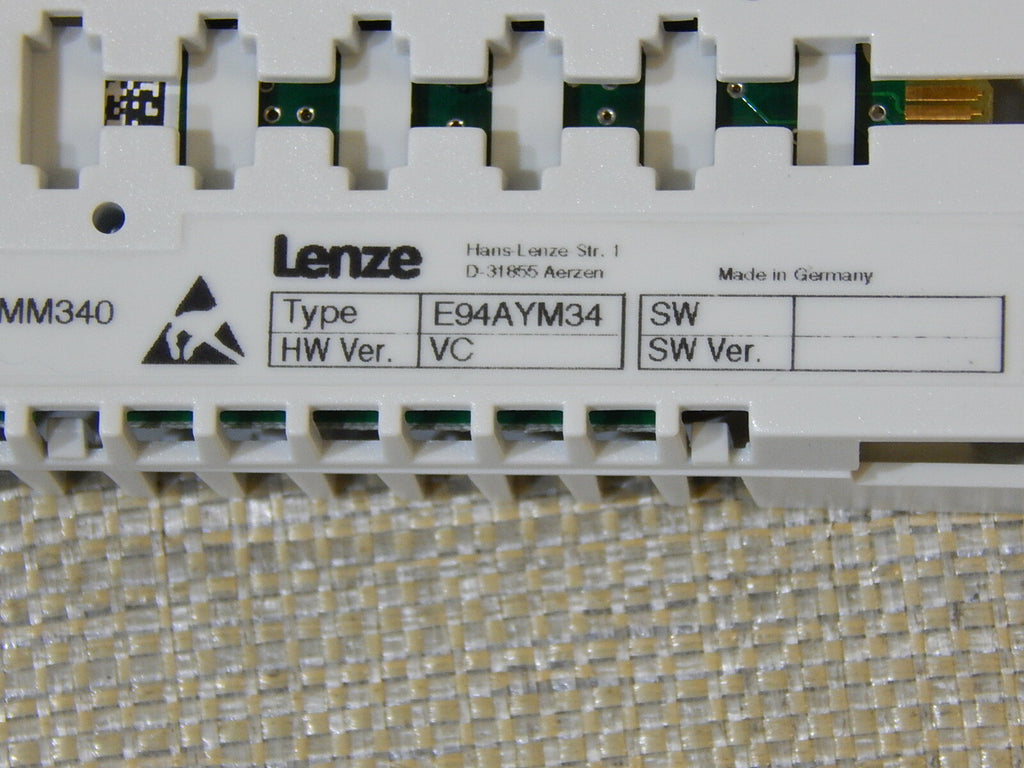 MM340
Lenze
Hans-Lenze Str. 1
D-31855 Aerzen
Made in Germany
Type E94AYM34
HW Ver. VC
SW
SW Ver.